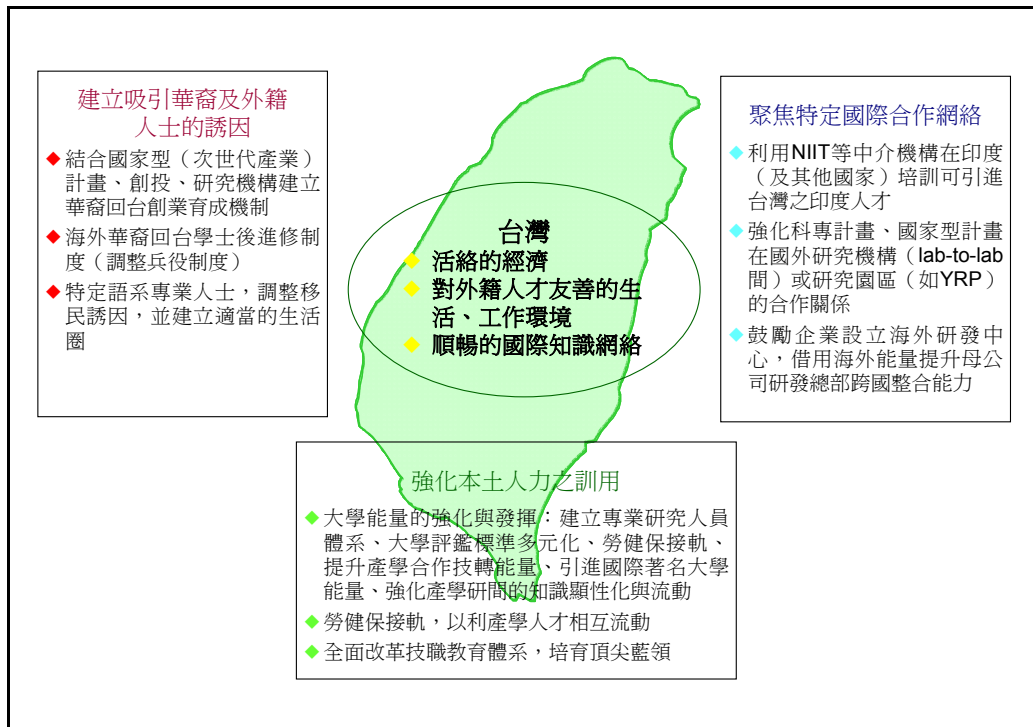 建立吸引華裔及外籍
人士的誘因
結合國家型（次世代產業）
計畫、創投、研究機構建立
華裔回台創業育成機制
海外華裔回台學士後進修制
度（調整兵役制度）
特定語系專業人士，調整移
民誘因，並建立適當的生活
圈
台灣
活絡的經濟
對外籍人才友善的生
活、工作環境
順暢的國際知識網絡
聚焦特定國際合作網絡
利用NIIT等中介機構在印度
（及其他國家）培訓可引進
台灣之印度人才
強化科專計畫、國家型計畫
在國外研究機構（lab-to-lab
間）或研究園區（如YRP）
的合作關係
鼓勵企業設立海外研發中
心，借用海外能量提升母公
司研發總部跨國整合能力
強化本土人力之訓用
大學能量的強化與發揮：建立專業研究人員
體系、大學評鑑標準多元化、勞健保接軌、
提升產學合作技轉能量、引進國際著名大學
能量、強化產學研間的知識顯性化與流動
勞健保接軌，以利產學人才相互流動
全面改革技職教育體系，培育頂尖藍領